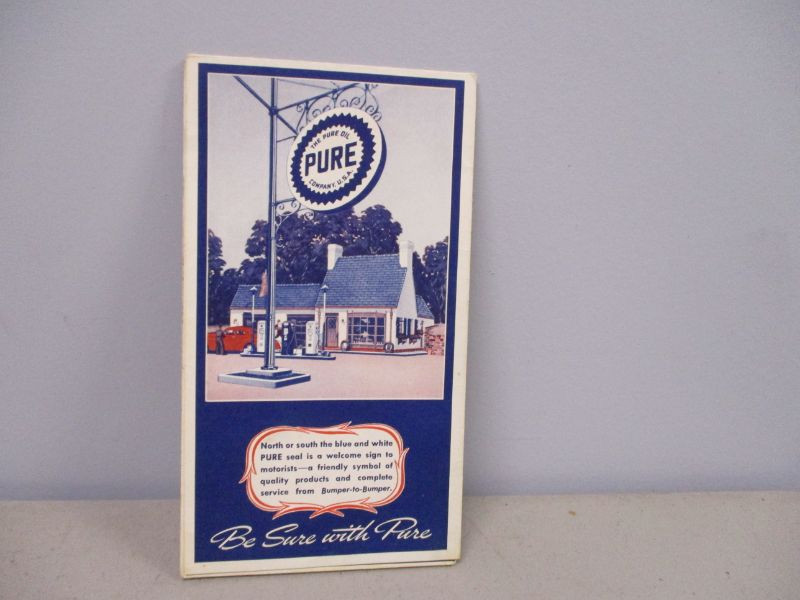 THE PURE OIL
PURE
COMPANY, U.S.A.
North or south the blue and white
PURE seal is a welcome sign to
motorists—a friendly symbol of
quality products and complete
service from Bumper-to-Bumper.
Be Sure with Pure